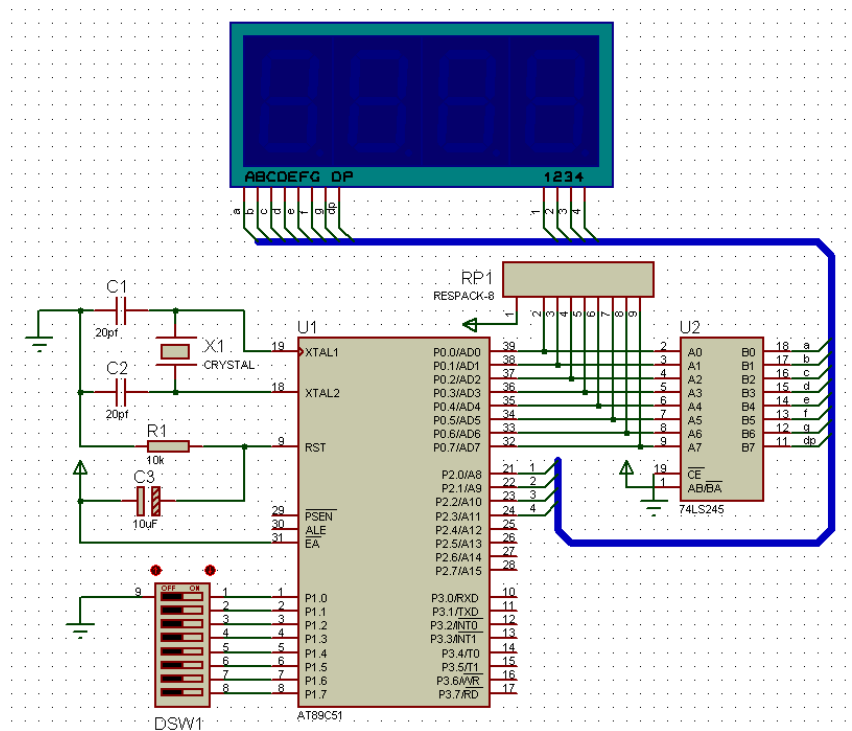 ABCDEFG DP 1234
a b c d e f g dp 1 2 3 4
RP1
RESPACK-8
1 2 3 4 5 6 7 8 9
C1
20pf
X1
CRYSTAL
C2
20pf
R1
10k
C3
10uF
U1
19 XTAL1
18 XTAL2
9 RST
29 PSEN
30 ALE
31 EA
1 P1.0
2 P1.1
3 P1.2
4 P1.3
5 P1.4
6 P1.5
7 P1.6
8 P1.7
P0.0/AD0 39
P0.1/AD1 38
P0.2/AD2 37
P0.3/AD3 36
P0.4/AD4 35
P0.5/AD5 34
P0.6/AD6 33
P0.7/AD7 32
P2.0/A8 21 1
P2.1/A9 22 2
P2.2/A10 23 3
P2.3/A11 24 4
P2.4/A12 25
P2.5/A13 26
P2.6/A14 27
P2.7/A15 28
P3.0/RXD 10
P3.1/TXD 11
P3.2/INT0 12
P3.3/INT1 13
P3.4/T0 14
P3.5/T1 15
P3.6/WR 16
P3.7/RD 17
AT89C51
U2
2 A0 B0 18 a
3 A1 B1 17 b
4 A2 B2 16 c
5 A3 B3 15 d
6 A4 B4 14 e
7 A5 B5 13 f
8 A6 B6 12 g
9 A7 B7 11 dp
19 CE
1 AB/BA
74LS245
OFF ON
9 1
2
3
4
5
6
7
8
DSW1